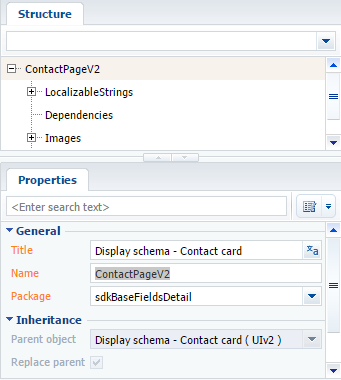 Structure
ContactPageV2
LocalizableStrings
Dependencies
Images
Properties
<Enter search text>
General
Title Display schema - Contact card
Name ContactPageV2
Package sdkBaseFieldsDetail
Inheritance
Parent object Display schema - Contact card ( UIv2 )
Replace parent